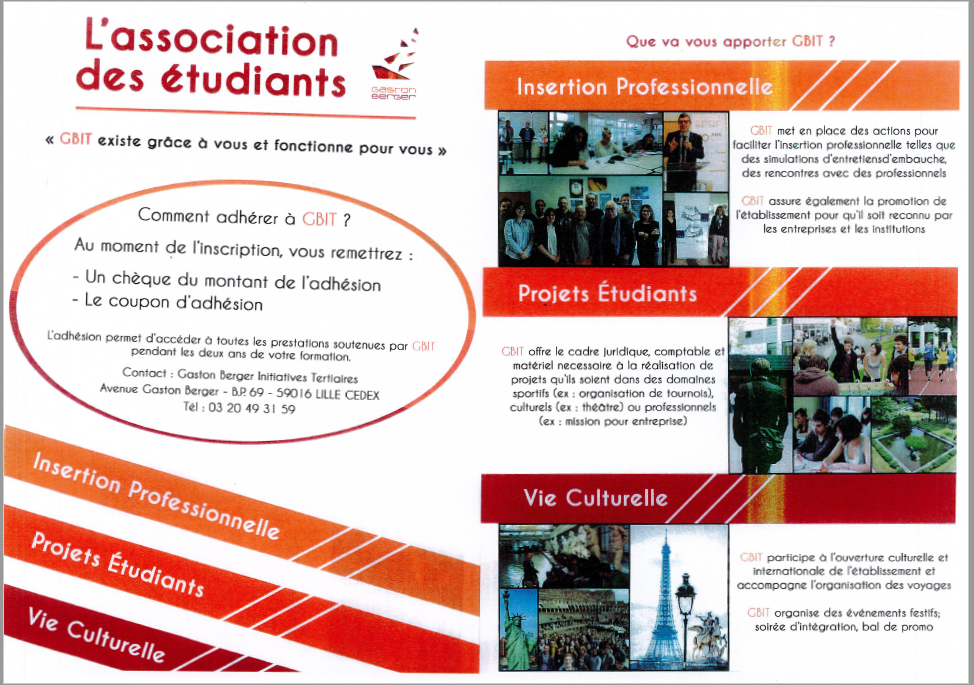 L'association
des étudiants
GASTON
BERGER
« GBIT existe grâce à vous et fonctionne pour vous »
Comment adhérer à GBIT ?
Au moment de l'inscription, vous remettrez :
- Un chèque du montant de l'adhésion
- Le coupon d'adhésion
L'adhésion permet d'accéder à toutes les prestations soutenues par GBIT
pendant les deux ans de votre formation.
Contact : Gaston Berger Initiatives Tertiaires
Avenue Gaston Berger - B.P. 69 - 59016 LILLE CEDEX
Tél : 03 20 49 31 59
Insertion Professionnelle
Projets Étudiants
Vie Culturelle
Que va vous apporter GBIT ?
Insertion Professionnelle
GBIT met en place des actions pour
faciliter l'insertion professionnelle telles que
des simulations d'entretiensd'embauche,
des rencontres avec des professionnels
GBIT assure également la promotion de
l'établissement pour qu'il soit reconnu par
les entreprises et les institutions
Projets Étudiants
GBIT offre le cadre juridique, comptable et
matériel necessaire à la réalisation de
projets qu'ils soient dans des domaines
sportifs (ex : organisation de tournois),
culturels (ex : théâtre) ou professionnels
(ex : mission pour entreprise)
Vie Culturelle
GBIT participe à l'ouverture culturelle et
internationale de l'établissement et
accompagne l'organisation des voyages
GBIT organise des événements festifs;
soirée d'intégration, bal de promo